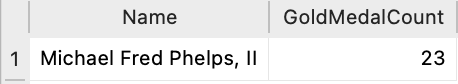 Name GoldMedalCount
1 Michael Fred Phelps, II 23